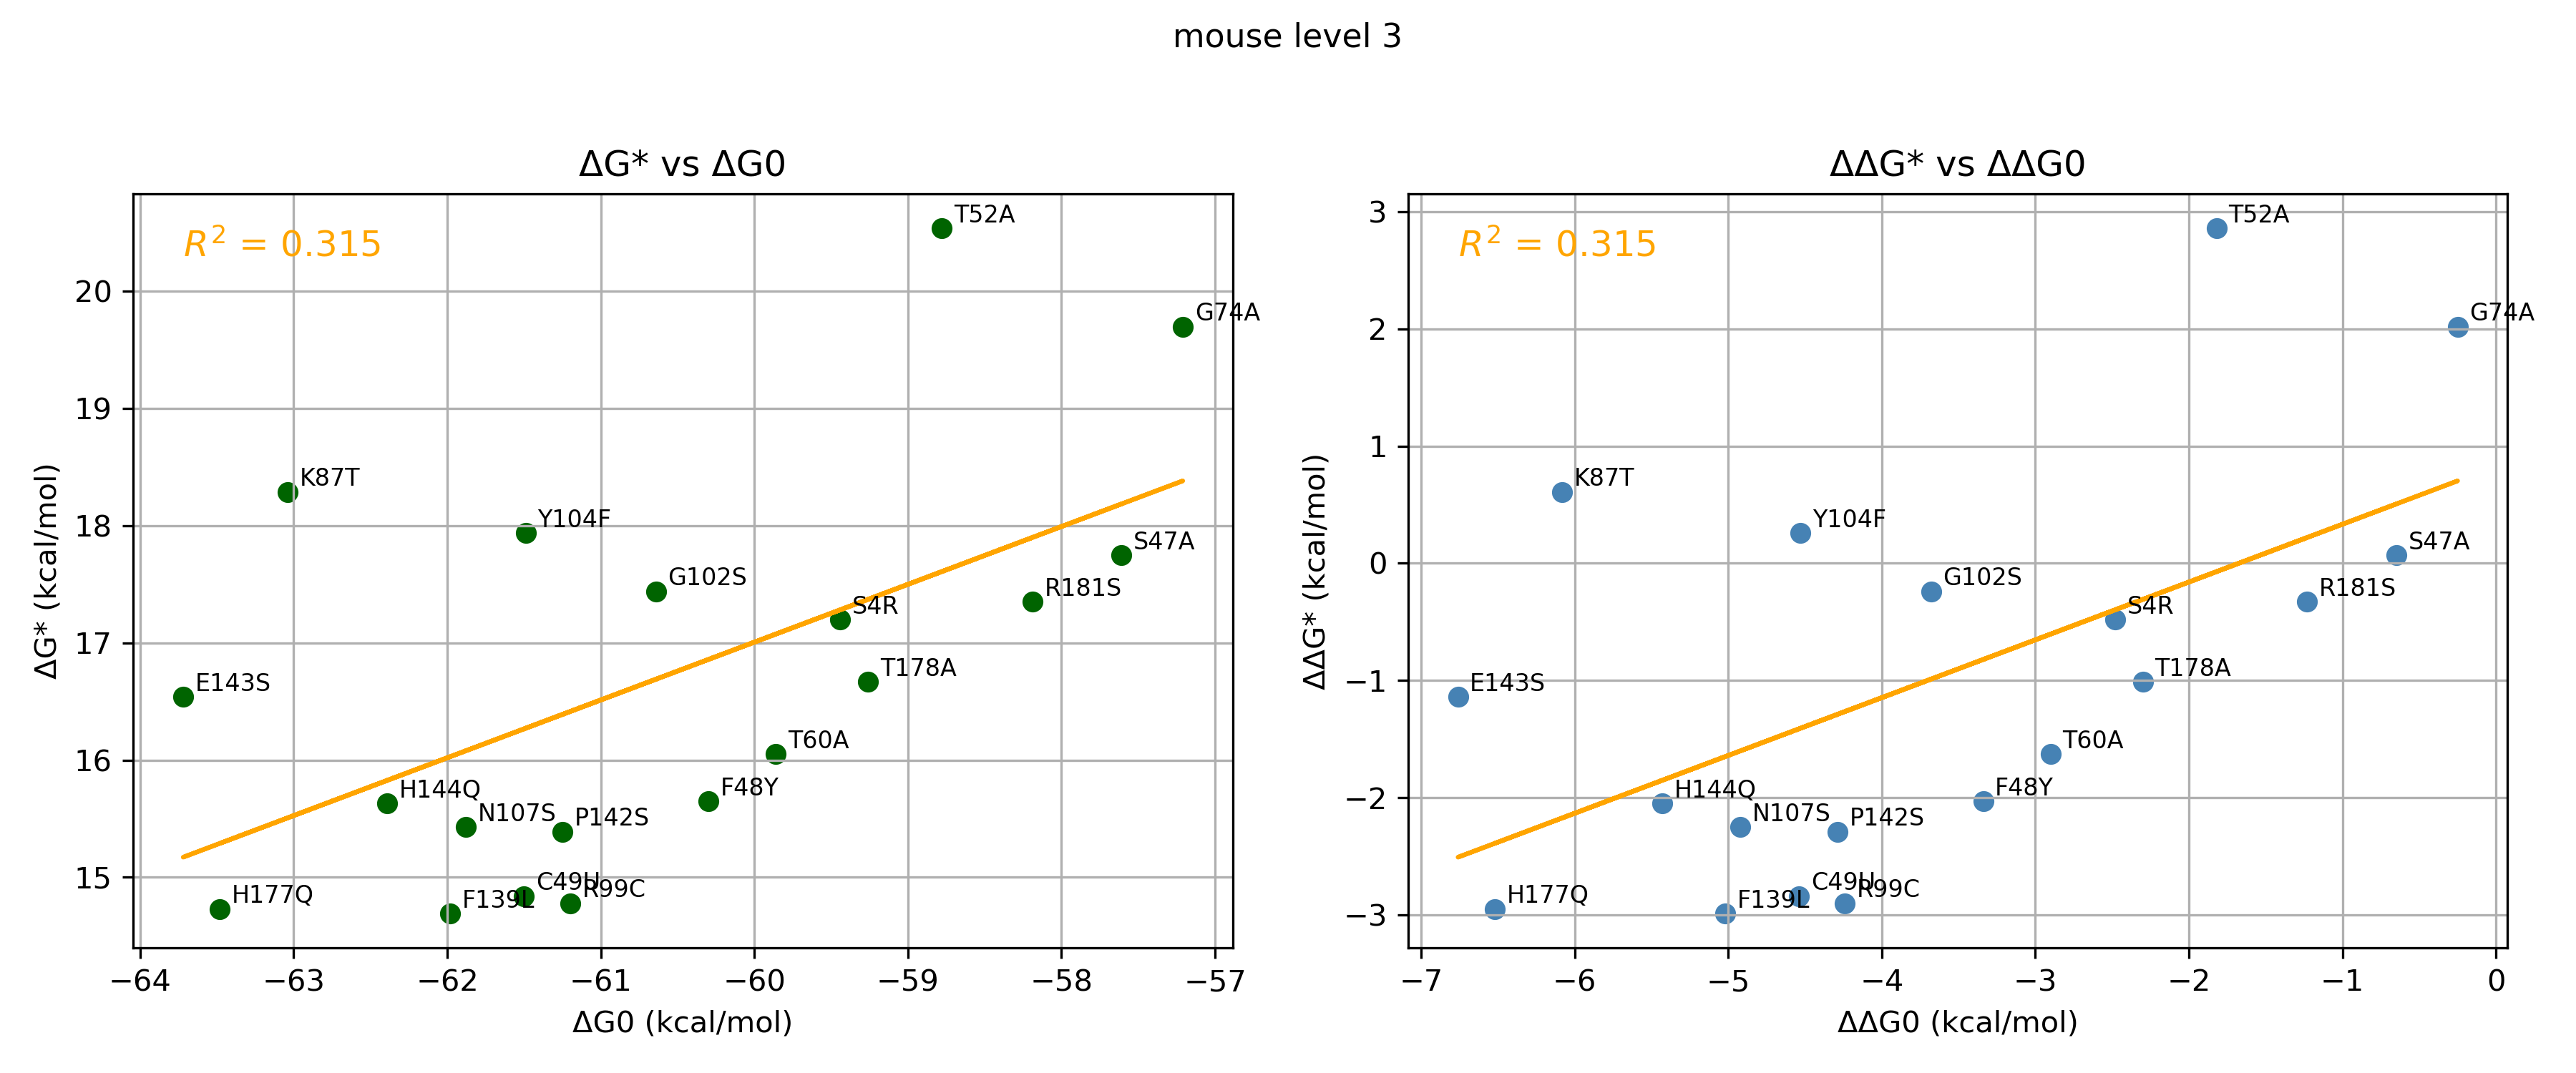 mouse level 3
ΔG* vs ΔG0
R² = 0.315
T52A
G74A
K87T
Y104F
S47A
G102S
R181S
S4R
T178A
E143S
T60A
H144Q
F48Y
N107S
P142S
C49U
R99C
H177Q
F139L
20
19
18
17
16
15
ΔG* (kcal/mol)
−64 −63 −62 −61 −60 −59 −58 −57
ΔG0 (kcal/mol)
ΔΔG* vs ΔΔG0
R² = 0.315
T52A
G74A
K87T
Y104F
S47A
G102S
R181S
S4R
T178A
E143S
T60A
H144Q
F48Y
N107S
P142S
C49U
R99C
H177Q
F139L
3
2
1
0
−1
−2
−3
ΔΔG* (kcal/mol)
−7 −6 −5 −4 −3 −2 −1 0
ΔΔG0 (kcal/mol)